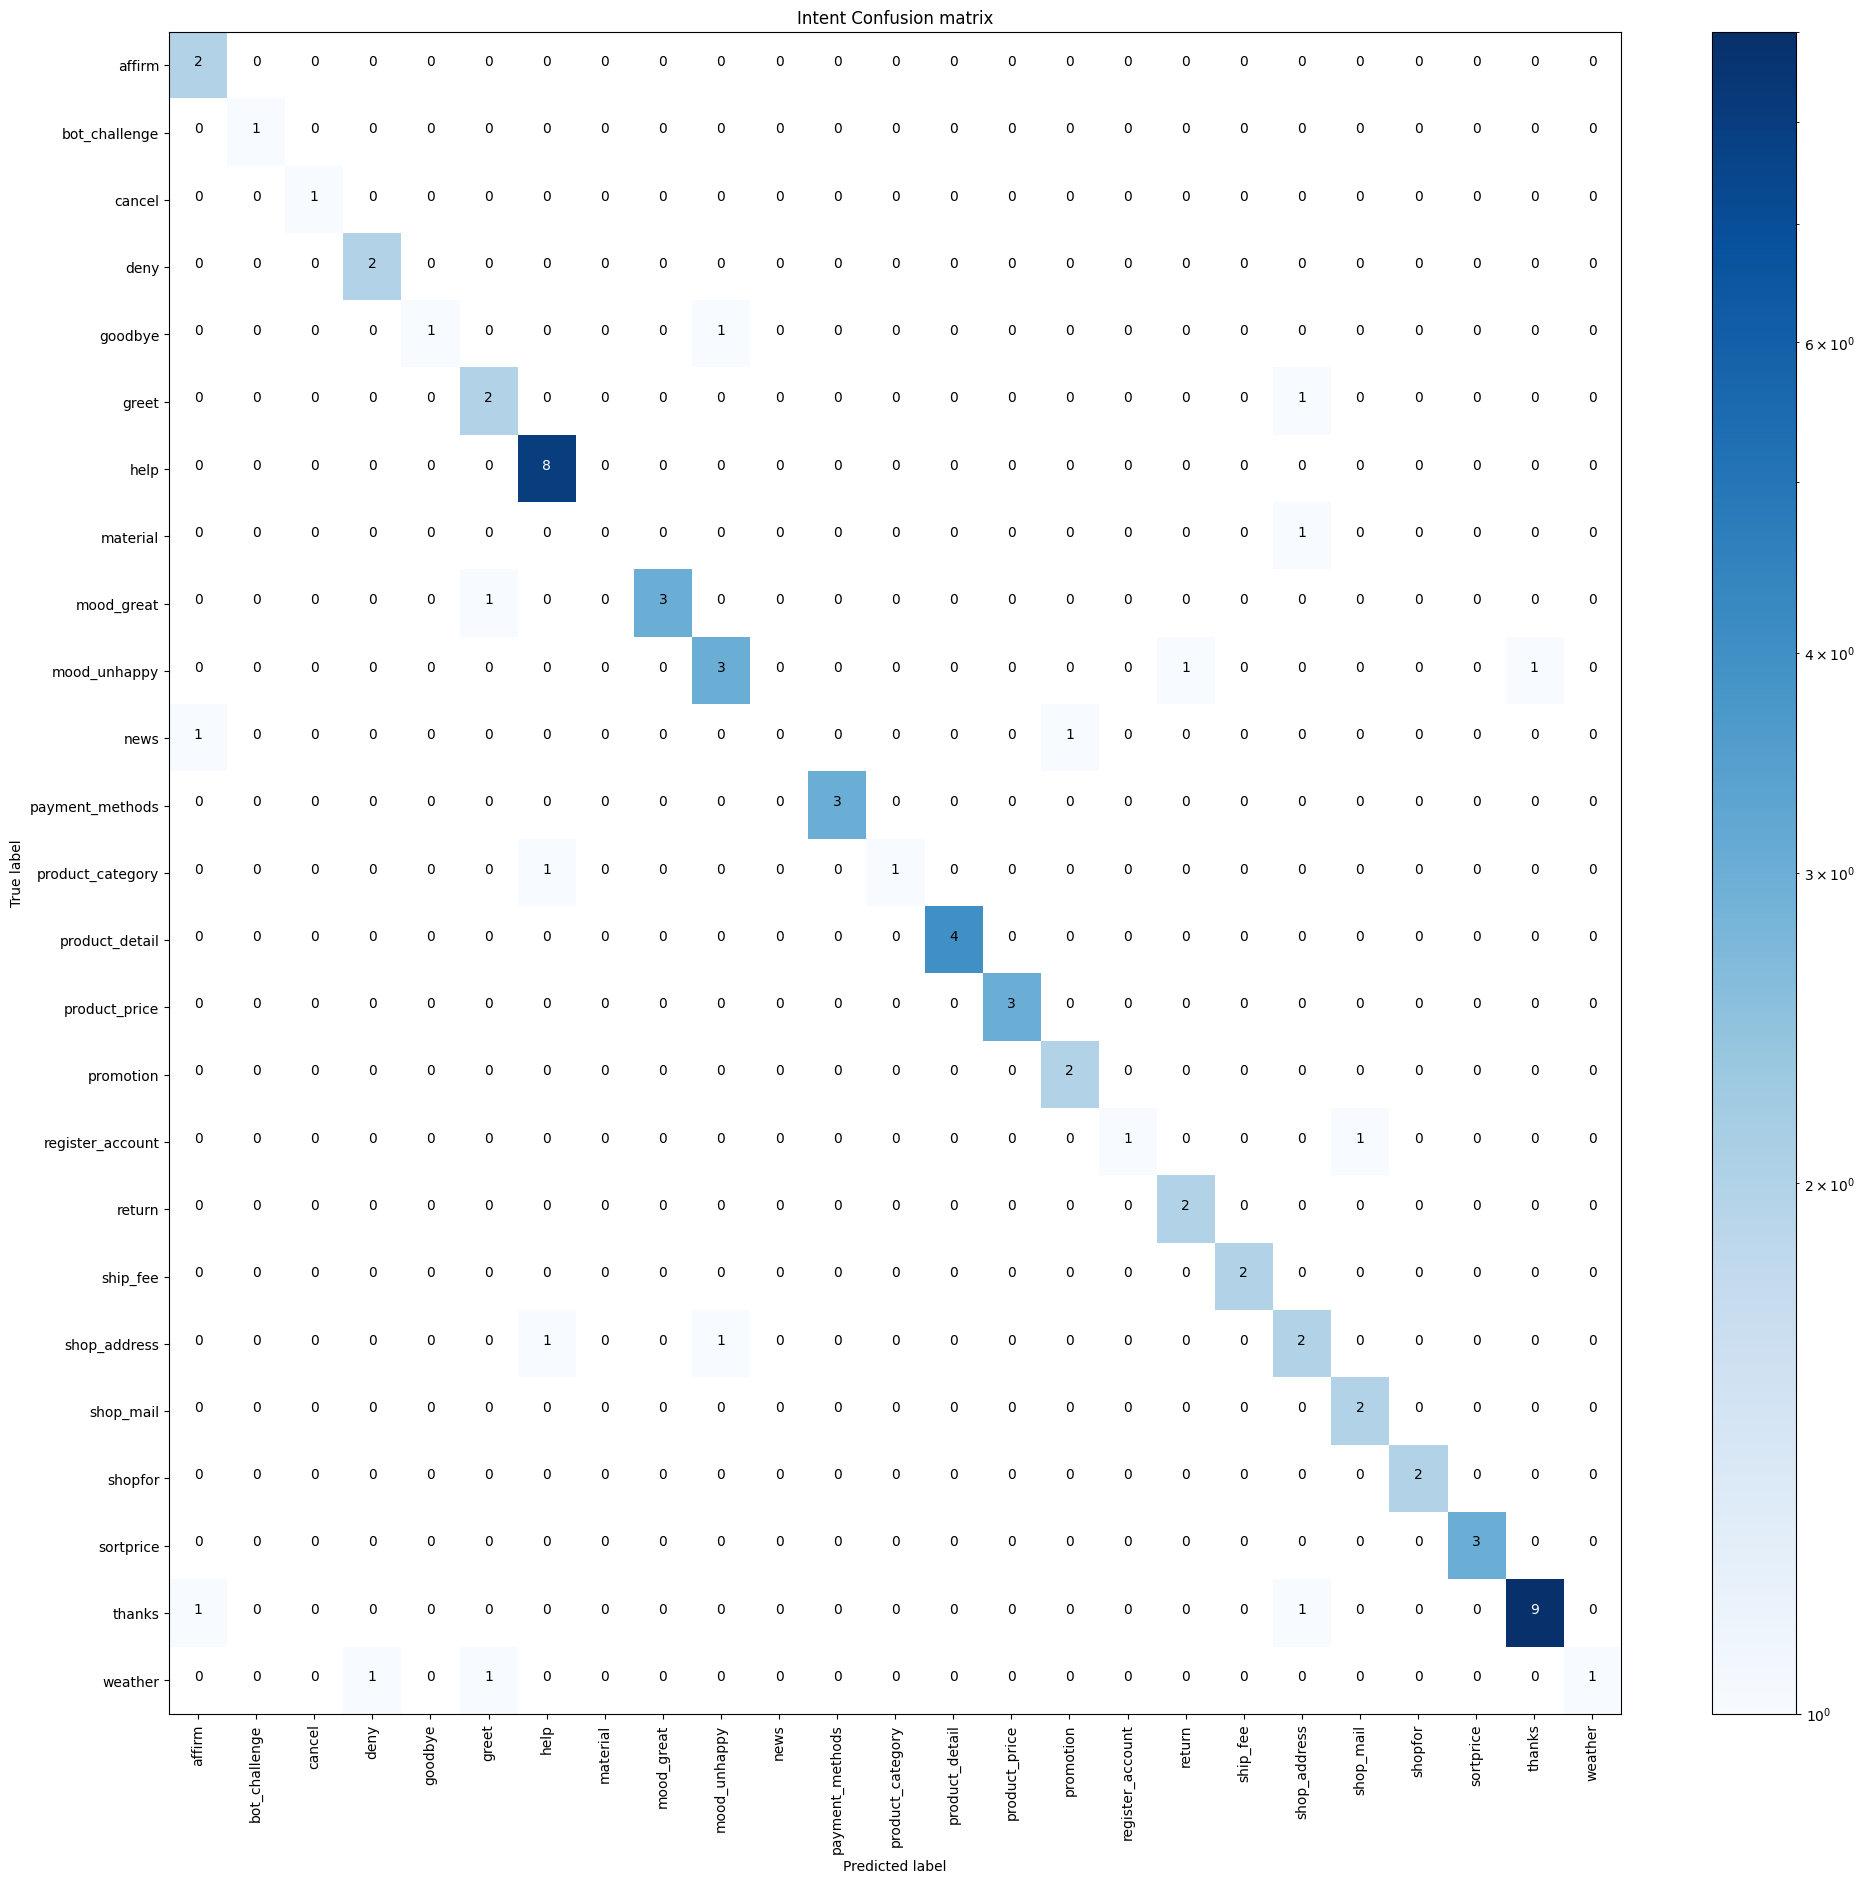 Intent Confusion matrix
affirm 2 0 0 0 0 0 0 0 0 0 0 0 0 0 0 0 0 0 0 0 0 0 0 0 0
bot_challenge 0 1 0 0 0 0 0 0 0 0 0 0 0 0 0 0 0 0 0 0 0 0 0 0 0
cancel 0 0 1 0 0 0 0 0 0 0 0 0 0 0 0 0 0 0 0 0 0 0 0 0 0
deny 0 0 0 2 0 0 0 0 0 0 0 0 0 0 0 0 0 0 0 0 0 0 0 0 0
goodbye 0 0 0 0 1 0 0 0 0 1 0 0 0 0 0 0 0 0 0 0 0 0 0 0 0
6 × 10⁰
greet 0 0 0 0 0 2 0 0 0 0 0 0 0 0 0 0 0 0 0 1 0 0 0 0 0
help 0 0 0 0 0 0 8 0 0 0 0 0 0 0 0 0 0 0 0 0 0 0 0 0 0
material 0 0 0 0 0 0 0 0 0 0 0 0 0 0 0 0 0 0 0 1 0 0 0 0 0
mood_great 0 0 0 0 0 1 0 0 3 0 0 0 0 0 0 0 0 0 0 0 0 0 0 0 0
mood_unhappy 0 0 0 0 0 0 0 0 0 3 0 0 0 0 0 0 0 1 0 0 0 0 0 1 0
4 × 10⁰
news 1 0 0 0 0 0 0 0 0 0 0 0 0 0 0 1 0 0 0 0 0 0 0 0 0
payment_methods 0 0 0 0 0 0 0 0 0 0 0 3 0 0 0 0 0 0 0 0 0 0 0 0 0
product_category 0 0 0 0 0 0 1 0 0 0 0 0 1 0 0 0 0 0 0 0 0 0 0 0 0
3 × 10⁰
True label
product_detail 0 0 0 0 0 0 0 0 0 0 0 0 0 4 0 0 0 0 0 0 0 0 0 0 0
product_price 0 0 0 0 0 0 0 0 0 0 0 0 0 0 3 0 0 0 0 0 0 0 0 0 0
promotion 0 0 0 0 0 0 0 0 0 0 0 0 0 0 0 2 0 0 0 0 0 0 0 0 0
register_account 0 0 0 0 0 0 0 0 0 0 0 0 0 0 0 0 1 0 0 0 1 0 0 0 0
2 × 10⁰
return 0 0 0 0 0 0 0 0 0 0 0 0 0 0 0 0 0 2 0 0 0 0 0 0 0
ship_fee 0 0 0 0 0 0 0 0 0 0 0 0 0 0 0 0 0 0 2 0 0 0 0 0 0
shop_address 0 0 0 0 0 0 1 0 0 1 0 0 0 0 0 0 0 0 0 2 0 0 0 0 0
shop_mail 0 0 0 0 0 0 0 0 0 0 0 0 0 0 0 0 0 0 0 0 2 0 0 0 0
shopfor 0 0 0 0 0 0 0 0 0 0 0 0 0 0 0 0 0 0 0 0 0 2 0 0 0
sortprice 0 0 0 0 0 0 0 0 0 0 0 0 0 0 0 0 0 0 0 0 0 0 3 0 0
thanks 1 0 0 0 0 0 0 0 0 0 0 0 0 0 0 0 0 0 0 1 0 0 0 9 0
weather 0 0 0 1 0 1 0 0 0 0 0 0 0 0 0 0 0 0 0 0 0 0 0 0 1
10⁰
affirm
bot_challenge
cancel
deny
goodbye
greet
help
material
mood_great
mood_unhappy
news
payment_methods
product_category
product_detail
product_price
promotion
register_account
return
ship_fee
shop_address
shop_mail
shopfor
sortprice
thanks
weather
Predicted label